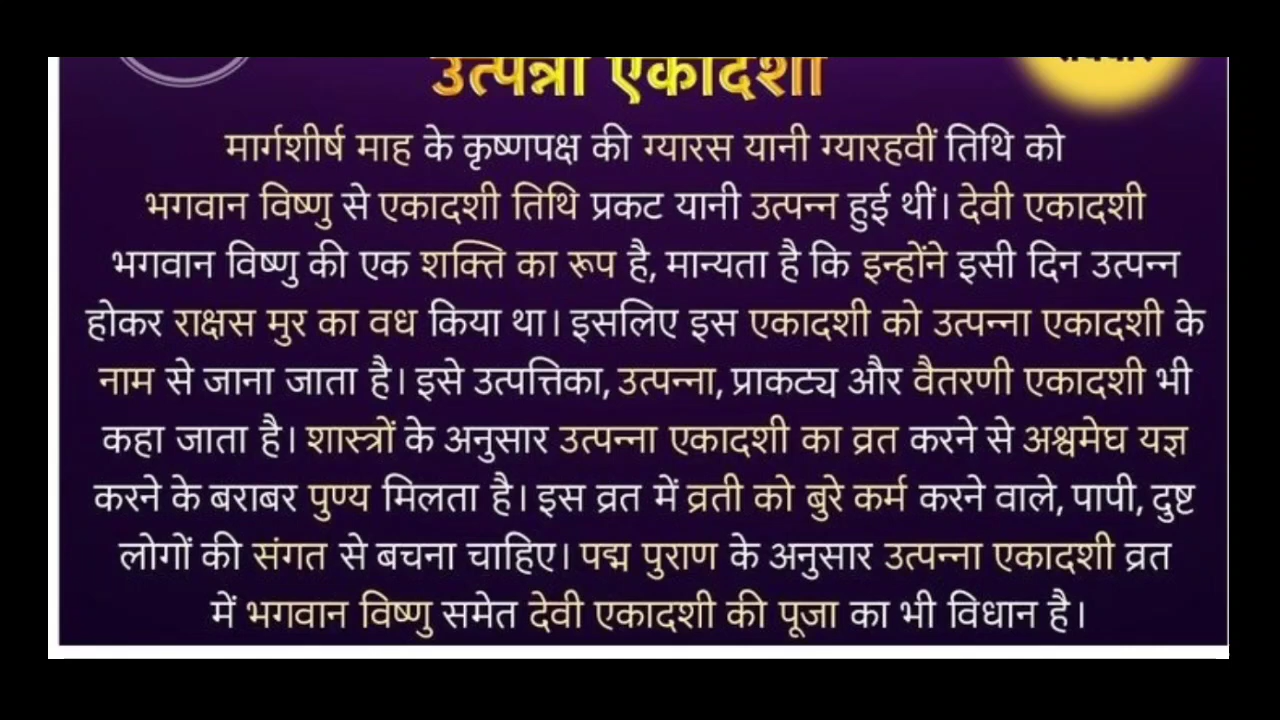 उत्पन्ना एकादशी
मार्गशीर्ष माह के कृष्णपक्ष की ग्यारस यानी ग्यारहवीं तिथि को
भगवान विष्णु से एकादशी तिथि प्रकट यानी उत्पन्न हुई थीं। देवी एकादशी
भगवान विष्णु की एक शक्ति का रूप है, मान्यता है कि इन्होंने इसी दिन उत्पन्न
होकर राक्षस मुर का वध किया था। इसलिए इस एकादशी को उत्पन्ना एकादशी के
नाम से जाना जाता है। इसे उत्पत्तिका, उत्पन्ना, प्राकट्य और वैतरणी एकादशी भी
कहा जाता है। शास्त्रों के अनुसार उत्पन्ना एकादशी का व्रत करने से अश्वमेघ यज्ञ
करने के बराबर पुण्य मिलता है। इस व्रत में व्रती को बुरे कर्म करने वाले, पापी, दुष्ट
लोगों की संगत से बचना चाहिए। पद्म पुराण के अनुसार उत्पन्ना एकादशी व्रत
में भगवान विष्णु समेत देवी एकादशी की पूजा का भी विधान है।